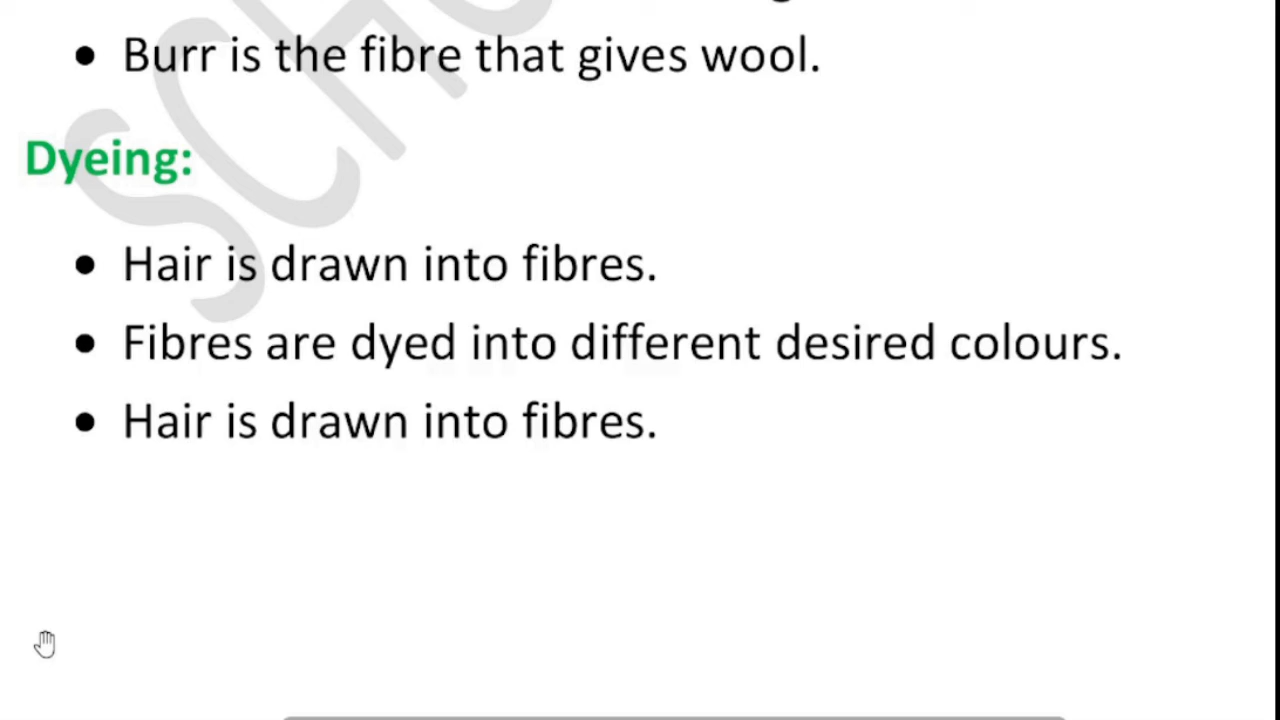 • Burr is the fibre that gives wool.
Dyeing:
• Hair is drawn into fibres.
• Fibres are dyed into different desired colours.
• Hair is drawn into fibres.